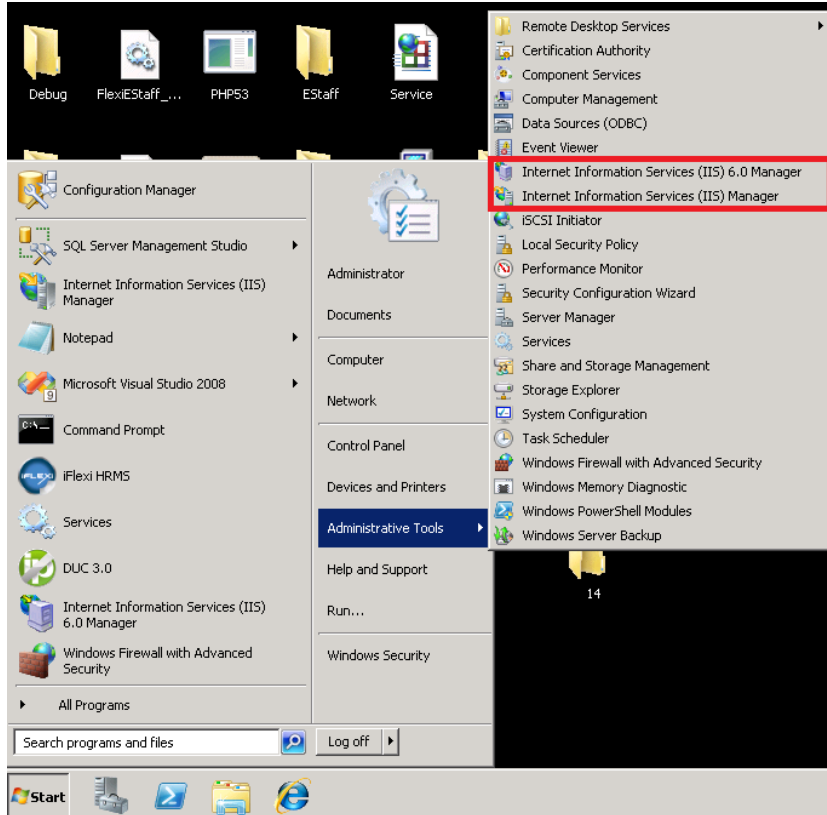 Debug
FlexiEStaff_...
PHP53
EStaff
Service
Remote Desktop Services
Certification Authority
Component Services
Computer Management
Data Sources (ODBC)
Event Viewer
Internet Information Services (IIS) 6.0 Manager
Internet Information Services (IIS) Manager
iSCSI Initiator
Local Security Policy
Performance Monitor
Security Configuration Wizard
Server Manager
Services
Share and Storage Management
Storage Explorer
System Configuration
Task Scheduler
Windows Firewall with Advanced Security
Windows Memory Diagnostic
Windows PowerShell Modules
Windows Server Backup
Configuration Manager
SQL Server Management Studio
Internet Information Services (IIS)
Manager
Notepad
Microsoft Visual Studio 2008
9
Command Prompt
C:\
iFlexi HRMS
IFLEXI
Services
DUC 3.0
Internet Information Services (IIS)
6.0 Manager
Windows Firewall with Advanced
Security
All Programs
Search programs and files
Administrator
Documents
Computer
Network
Control Panel
Devices and Printers
Administrative Tools
Help and Support
Run...
Windows Security
Log off
14
Start